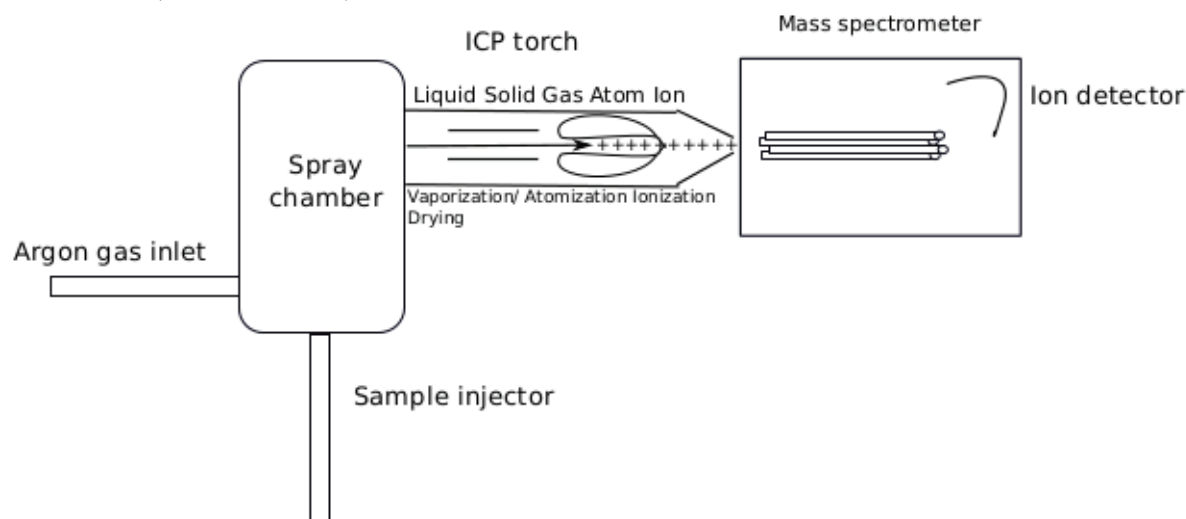 Mass spectrometer
ICP torch
Liquid Solid Gas Atom Ion
Ion detector
+ + + + + + + + + +
Spray
chamber
Vaporization/ Atomization Ionization
Drying
Argon gas inlet
Sample injector